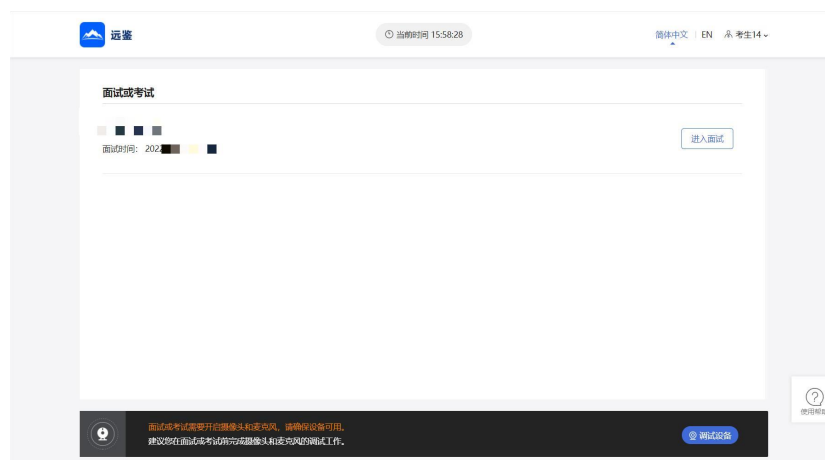 远鉴
当前时间 15:58:28
简体中文 | EN 考生14
面试或考试
面试时间： 202
进入面试
使用帮助
面试或考试需要开启摄像头和麦克风，请确保设备可用。
建议您在面试或考试前完成摄像头和麦克风的调试工作。
调试设备